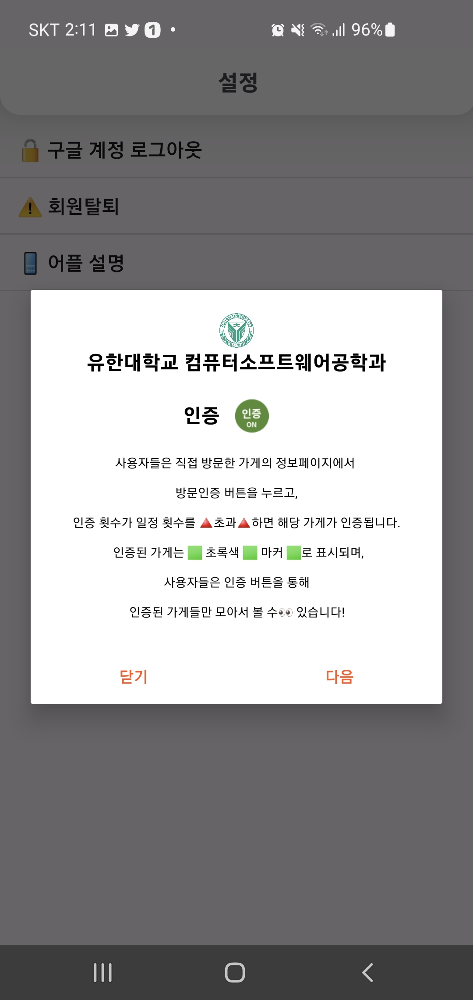 SKT 2:11 1 96%
설정
🔓 구글 계정 로그아웃
⚠️ 회원탈퇴
📱 어플 설명
YUHAN UNIVERSITY
1978
유한대학교 컴퓨터소프트웨어공학과
인증 인증 ON
사용자들은 직접 방문한 가게의 정보페이지에서
방문인증 버튼을 누르고,
인증 횟수가 일정 횟수를 🔺초과🔺하면 해당 가게가 인증됩니다.
인증된 가게는 🟩 초록색 🟩 마커 🟩로 표시되며,
사용자들은 인증 버튼을 통해
인증된 가게들만 모아서 볼 수👀 있습니다!
닫기 다음